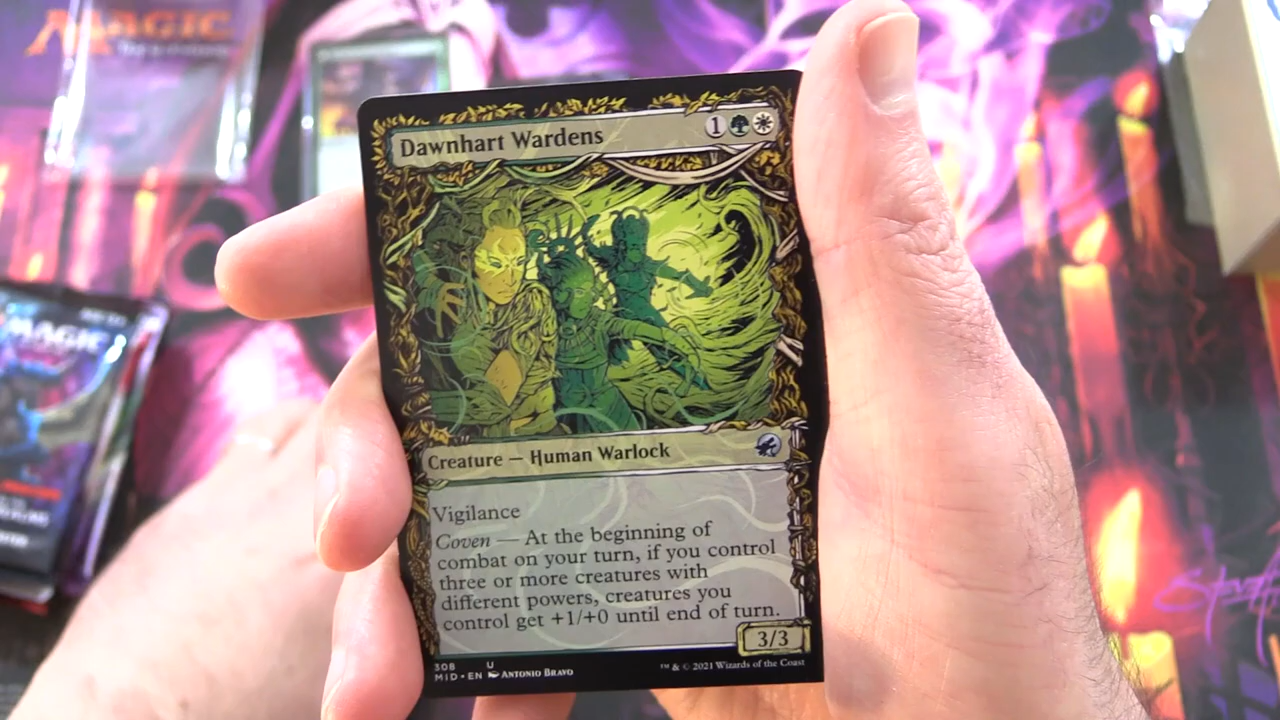 MAGIC
Dawnhart Wardens
1
Creature — Human Warlock
Vigilance
Coven — At the beginning of
combat on your turn, if you control
three or more creatures with
different powers, creatures you
control get +1/+0 until end of turn.
3/3
308 U
MID • EN Antonio Bravo
™ & © 2021 Wizards of the Coast
MAGIC